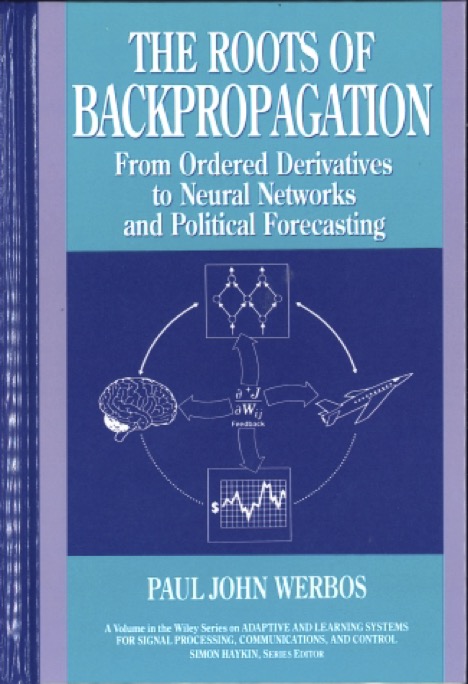 THE ROOTS OF
BACKPROPAGATION
From Ordered Derivatives
to Neural Networks
and Political Forecasting
∂⁺J
∂Wij
Feedback
$
PAUL JOHN WERBOS
A Volume in the Wiley Series on ADAPTIVE AND LEARNING SYSTEMS
FOR SIGNAL PROCESSING, COMMUNICATIONS, AND CONTROL
SIMON HAYKIN, SERIES EDITOR